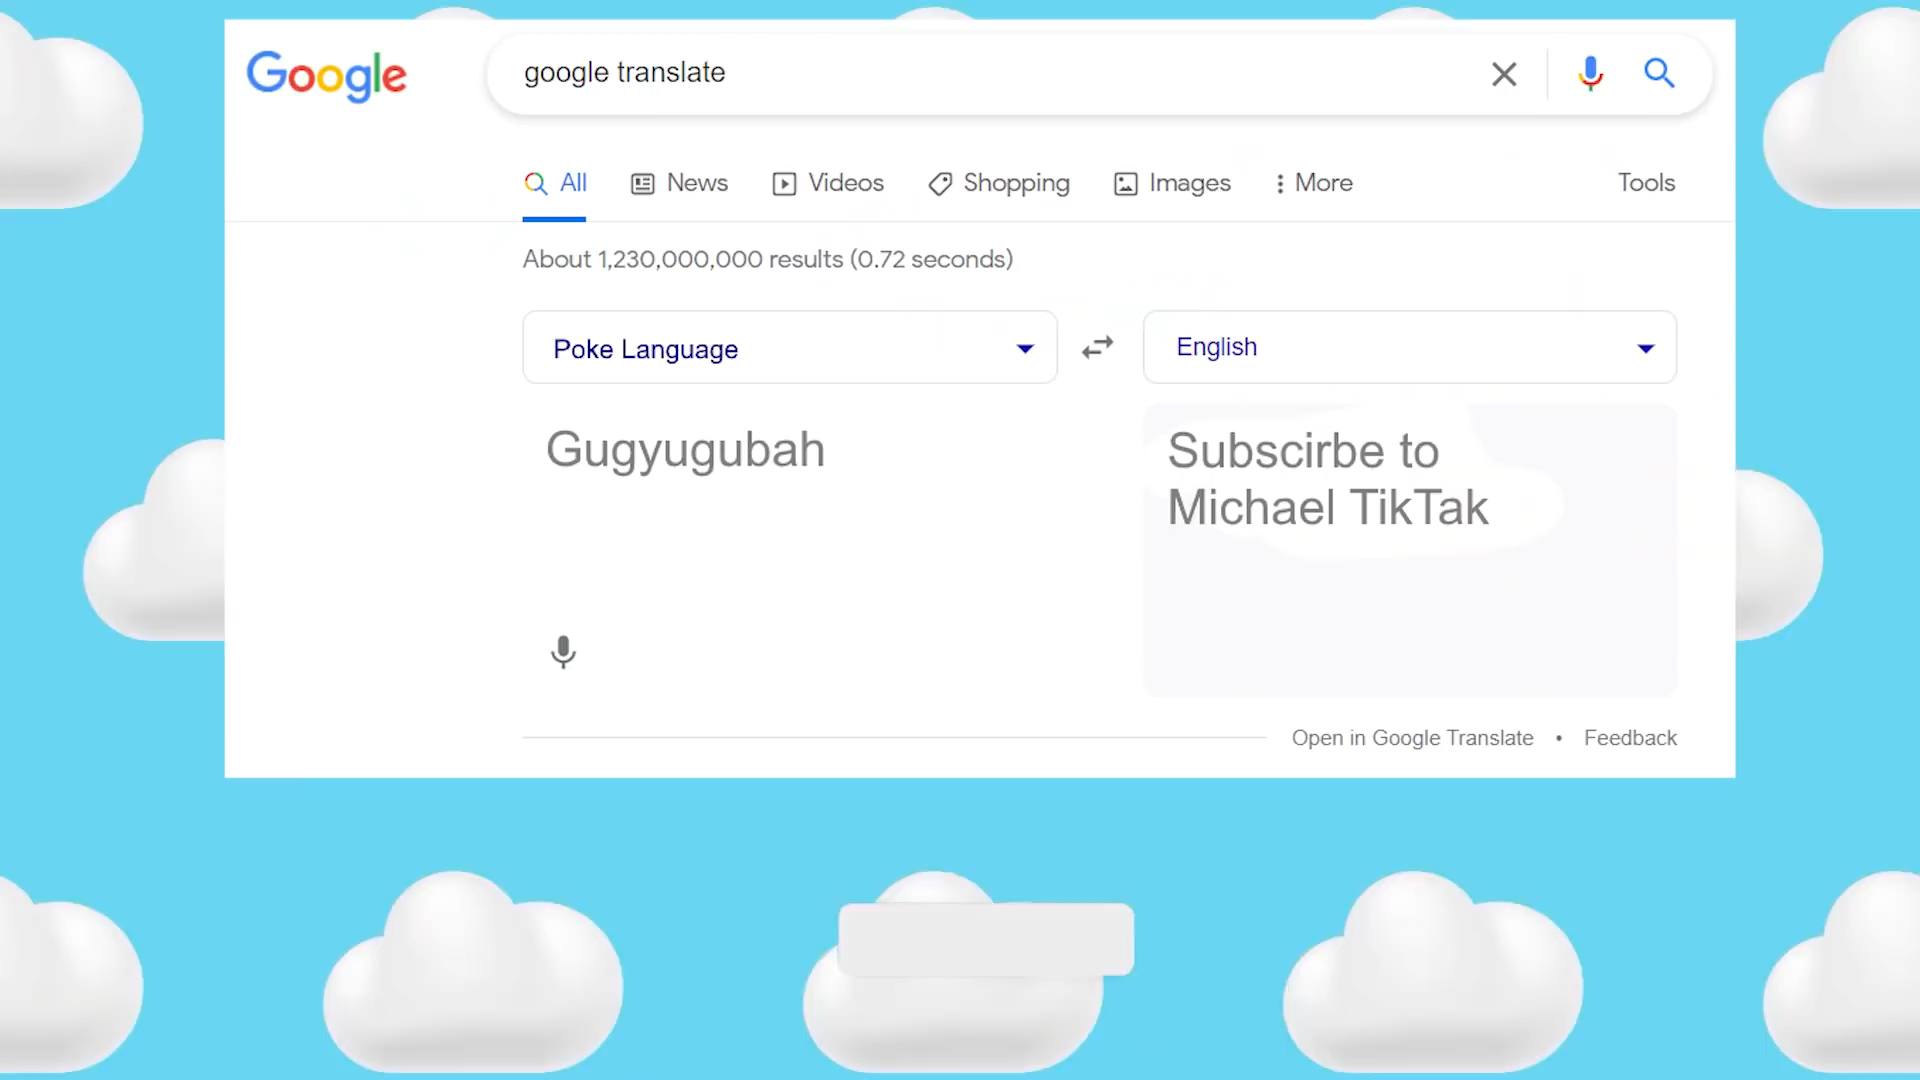 Google
google translate
All News Videos Shopping Images More Tools
About 1,230,000,000 results (0.72 seconds)
Poke Language
English
Gugyugubah
Subscirbe to
Michael TikTak
Open in Google Translate • Feedback